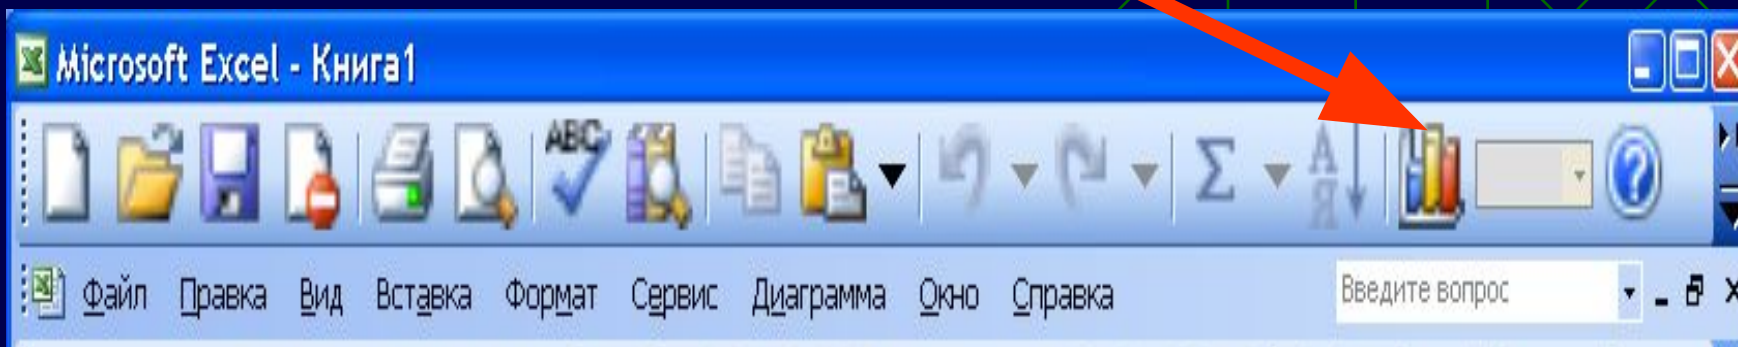 Microsoft Excel - Книга1
ABC Σ А Я ?
Файл Правка Вид Вставка Формат Сервис Диаграмма Окно Справка Введите вопрос